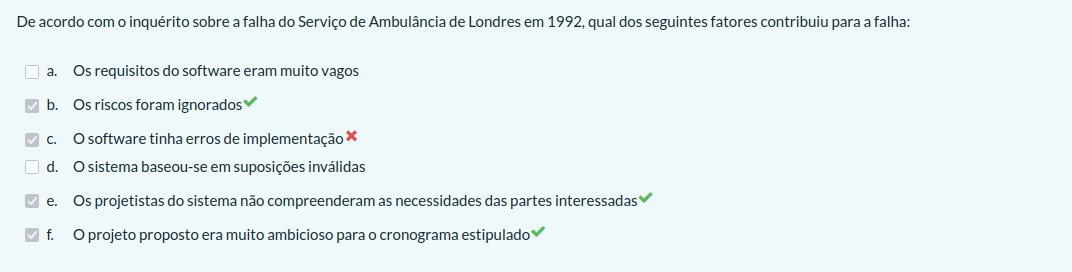 De acordo com o inquérito sobre a falha do Serviço de Ambulância de Londres em 1992, qual dos seguintes fatores contribuiu para a falha:
a. Os requisitos do software eram muito vagos
b. Os riscos foram ignorados
c. O software tinha erros de implementação
d. O sistema baseou-se em suposições inválidas
e. Os projetistas do sistema não compreenderam as necessidades das partes interessadas
f. O projeto proposto era muito ambicioso para o cronograma estipulado